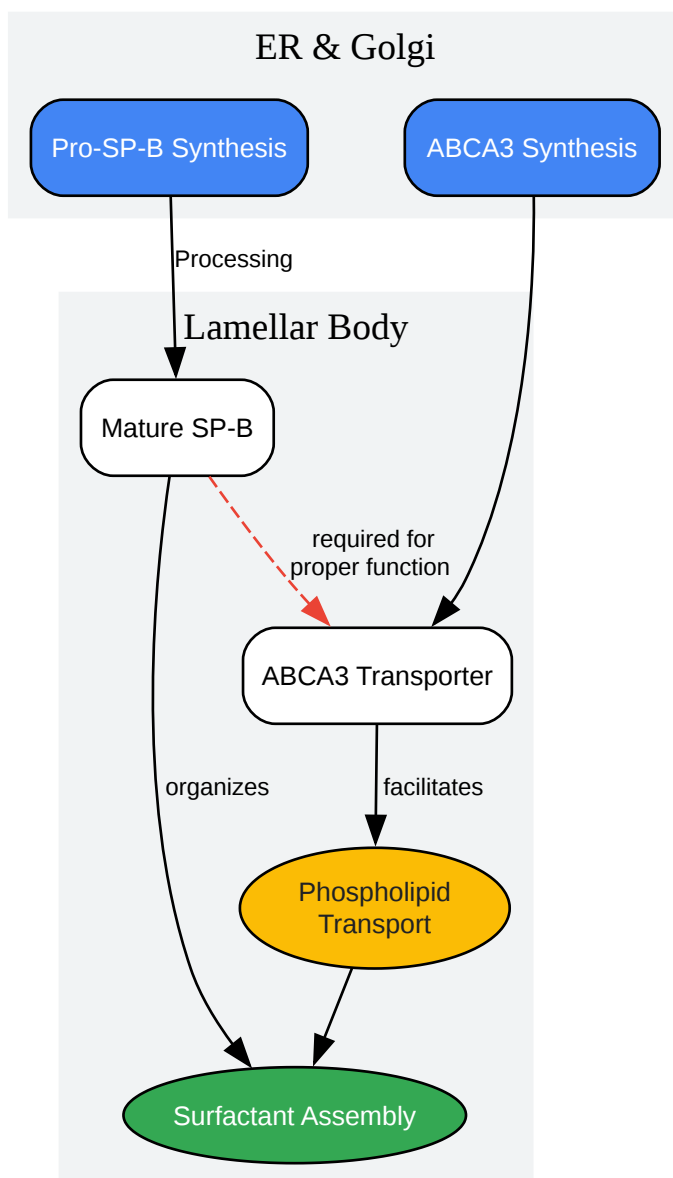 ER & Golgi
Pro-SP-B Synthesis
ABCA3 Synthesis
Processing
Lamellar Body
Mature SP-B
required for
proper function
ABCA3 Transporter
organizes
facilitates
Phospholipid
Transport
Surfactant Assembly